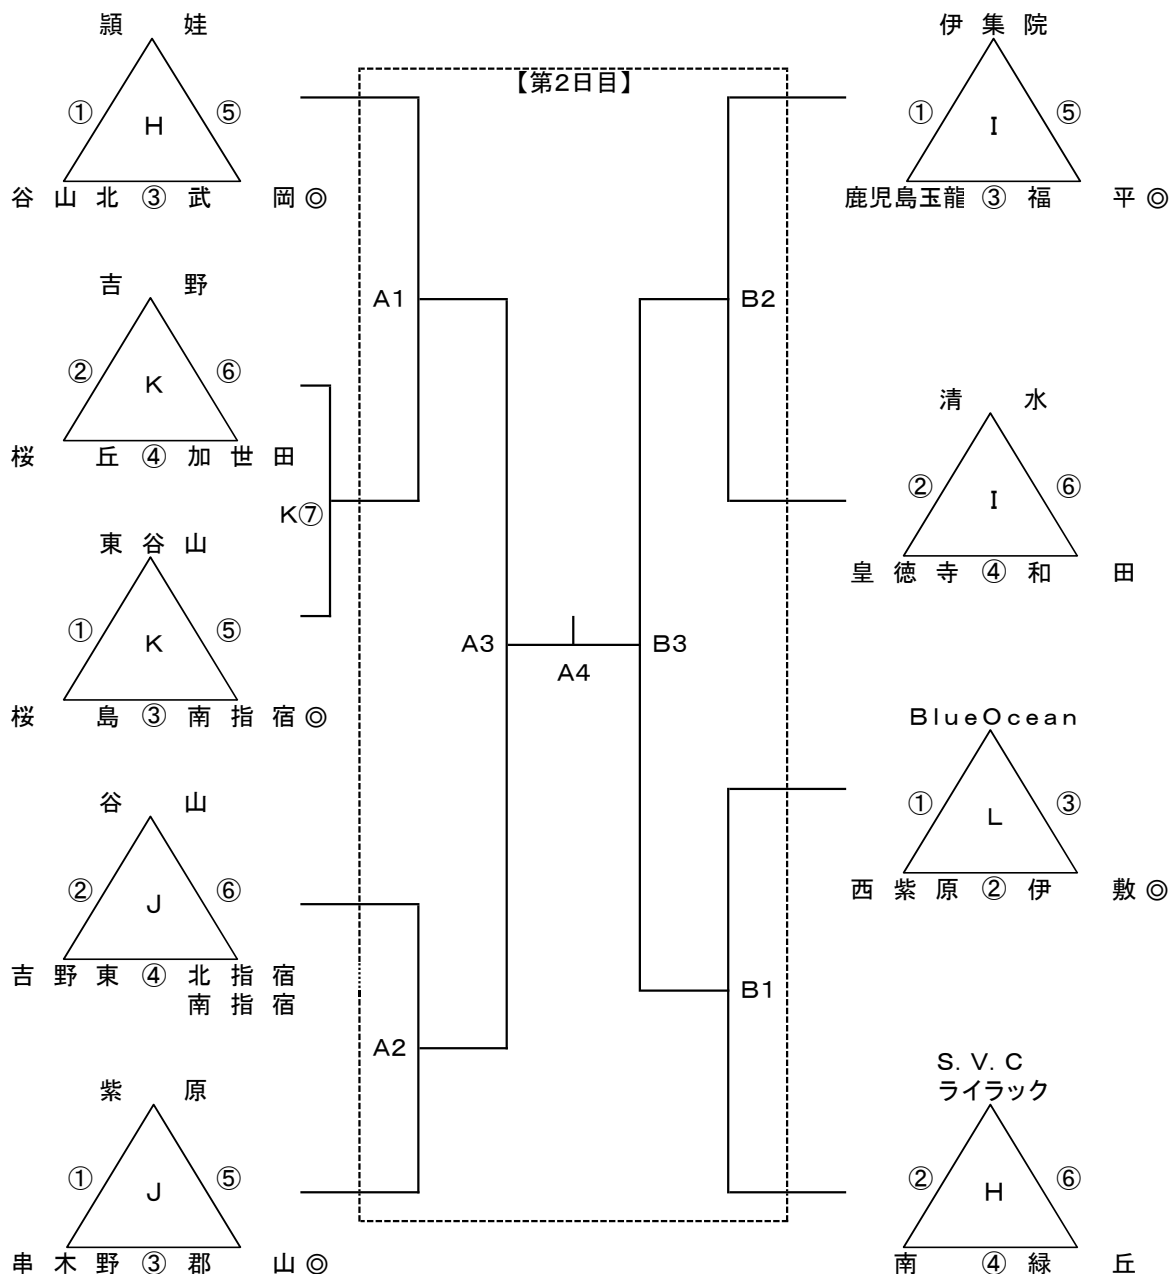 頴 娃
① H ⑤
谷 山 北 ③ 武 岡 ◎
吉 野
② K ⑥
桜 丘 ④ 加 世 田
K⑦
東 谷 山
① K ⑤
桜 島 ③ 南 指 宿 ◎
谷 山
② J ⑥
吉 野 東 ④ 北 指 宿
南 指 宿
紫 原
① J ⑤
串 木 野 ③ 郡 山 ◎
【第2日目】
A1
A2
A3
A4
B3
B2
B1
伊 集 院
① I ⑤
鹿児島玉龍 ③ 福 平 ◎
清 水
② I ⑥
皇 徳 寺 ④ 和 田
BlueOcean
① L ③
西 紫 原 ② 伊 敷 ◎
S.V.C
ライラック
② H ⑥
南 ④ 緑 丘